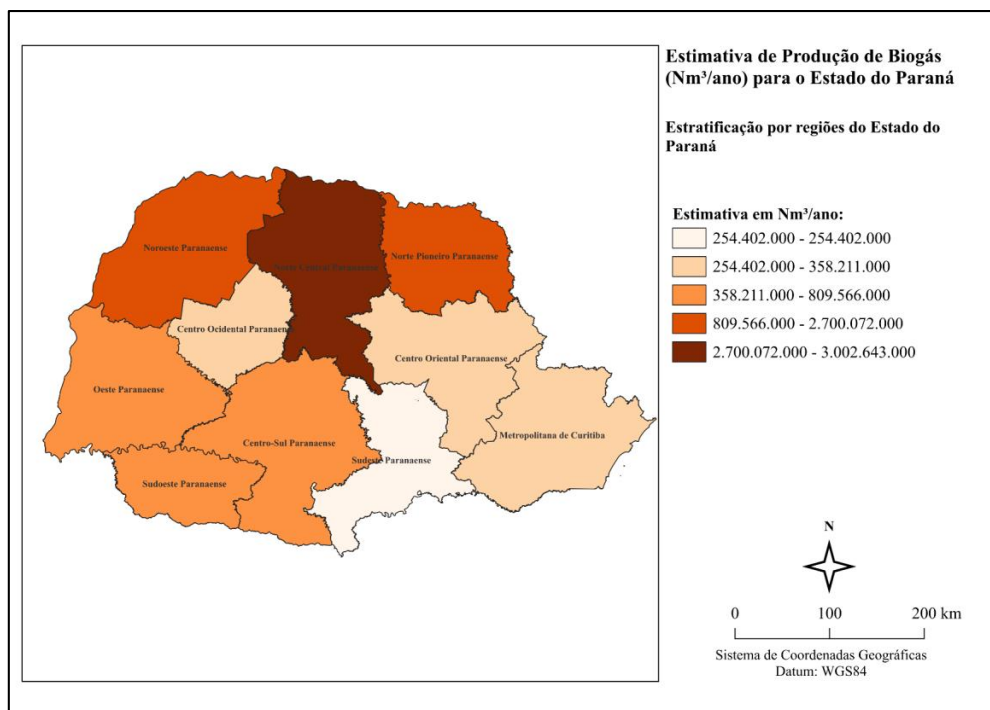 Estimativa de Produção de Biogás
(Nm³/ano) para o Estado do Paraná
Estratificação por regiões do Estado do
Paraná
Estimativa em Nm³/ano:
254.402.000 - 254.402.000
254.402.000 - 358.211.000
358.211.000 - 809.566.000
809.566.000 - 2.700.072.000
2.700.072.000 - 3.002.643.000
Noroeste Paranaense
Norte Central Paranaense
Norte Pioneiro Paranaense
Centro Ocidental Paranaense
Centro Oriental Paranaense
Oeste Paranaense
Centro-Sul Paranaense
Metropolitana de Curitiba
Sudeste Paranaense
Sudoeste Paranaense
N
0 100 200 km
Sistema de Coordenadas Geográficas
Datum: WGS84